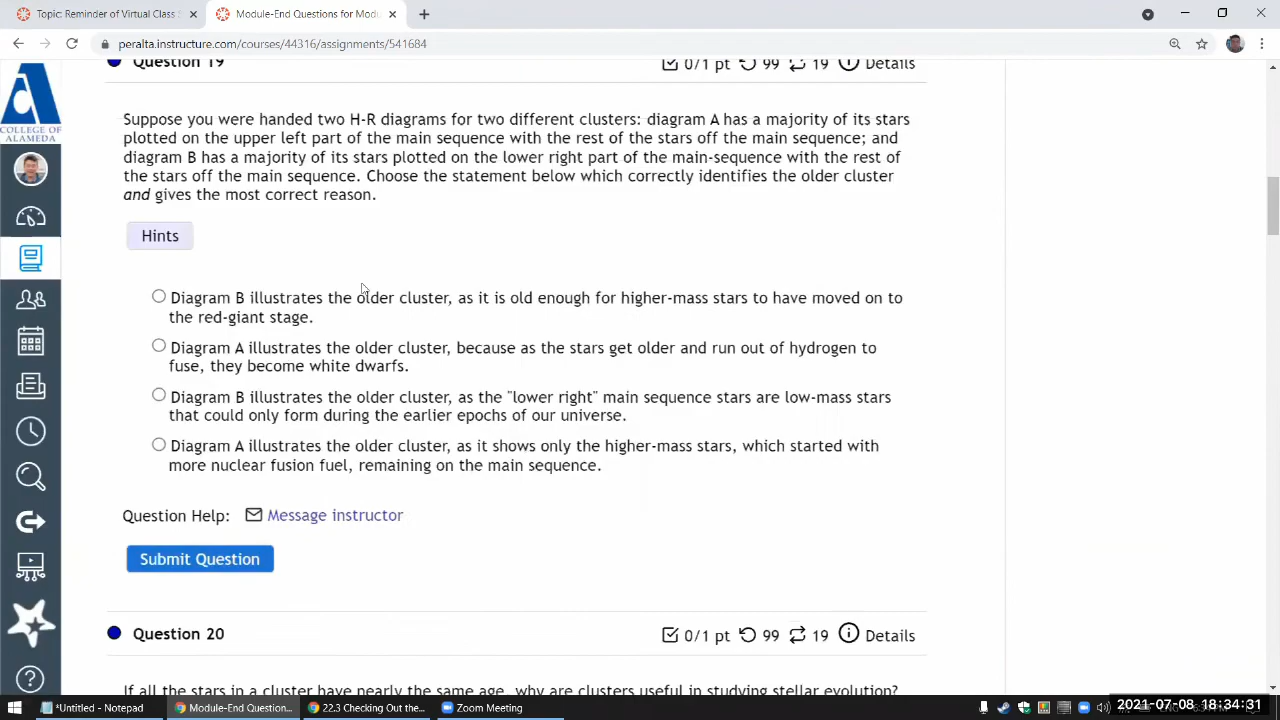 Topic: Reminder of Virtual Class
Module-End Questions for Modu
peralta.instructure.com/courses/44316/assignments/541684
COLLEGE OF
ALAMEDA
Question 19
0/1 pt 99 19 Details
Suppose you were handed two H-R diagrams for two different clusters: diagram A has a majority of its stars
plotted on the upper left part of the main sequence with the rest of the stars off the main sequence; and
diagram B has a majority of its stars plotted on the lower right part of the main-sequence with the rest of
the stars off the main sequence. Choose the statement below which correctly identifies the older cluster
and gives the most correct reason.
Hints
Diagram B illustrates the older cluster, as it is old enough for higher-mass stars to have moved on to
the red-giant stage.
Diagram A illustrates the older cluster, because as the stars get older and run out of hydrogen to
fuse, they become white dwarfs.
Diagram B illustrates the older cluster, as the "lower right" main sequence stars are low-mass stars
that could only form during the earlier epochs of our universe.
Diagram A illustrates the older cluster, as it shows only the higher-mass stars, which started with
more nuclear fusion fuel, remaining on the main sequence.
Question Help: Message instructor
Submit Question
Question 20
0/1 pt 99 19 Details
If all the stars in a cluster have nearly the same age, why are clusters useful in studying stellar evolution?
*Untitled - Notepad
Module-End Question...
22.3 Checking Out the...
Zoom Meeting
2021-07-08 18:34:31